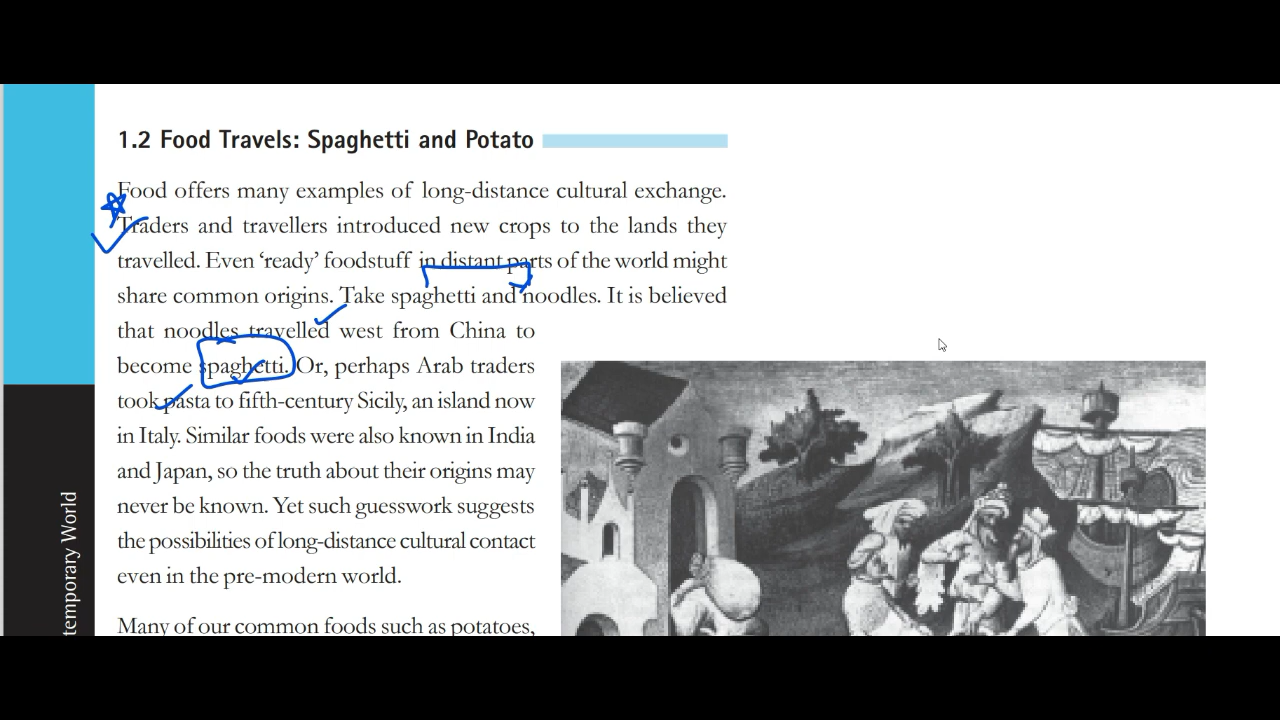 1.2 Food Travels: Spaghetti and Potato
Food offers many examples of long-distance cultural exchange.
Traders and travellers introduced new crops to the lands they
travelled. Even ‘ready’ foodstuff in distant parts of the world might
share common origins. Take spaghetti and noodles. It is believed
that noodles travelled west from China to
become spaghetti. Or, perhaps Arab traders
took pasta to fifth-century Sicily, an island now
in Italy. Similar foods were also known in India
and Japan, so the truth about their origins may
never be known. Yet such guesswork suggests
the possibilities of long-distance cultural contact
even in the pre-modern world.
Many of our common foods such as potatoes,
temporary World